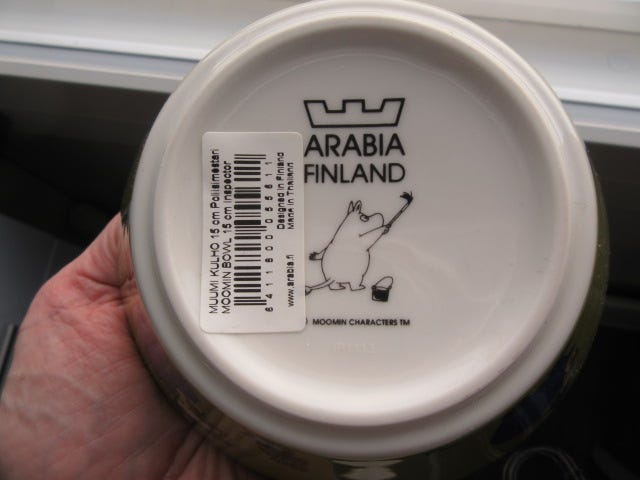 ARABIA
FINLAND
MOOMIN CHARACTERS TM
MUUMI KULHO 15 cm Poliisimestari
MOOMIN BOWL 15 cm Inspector
6 411800 055611
Designed in Finland
Made in Thailand
www.arabia.fi